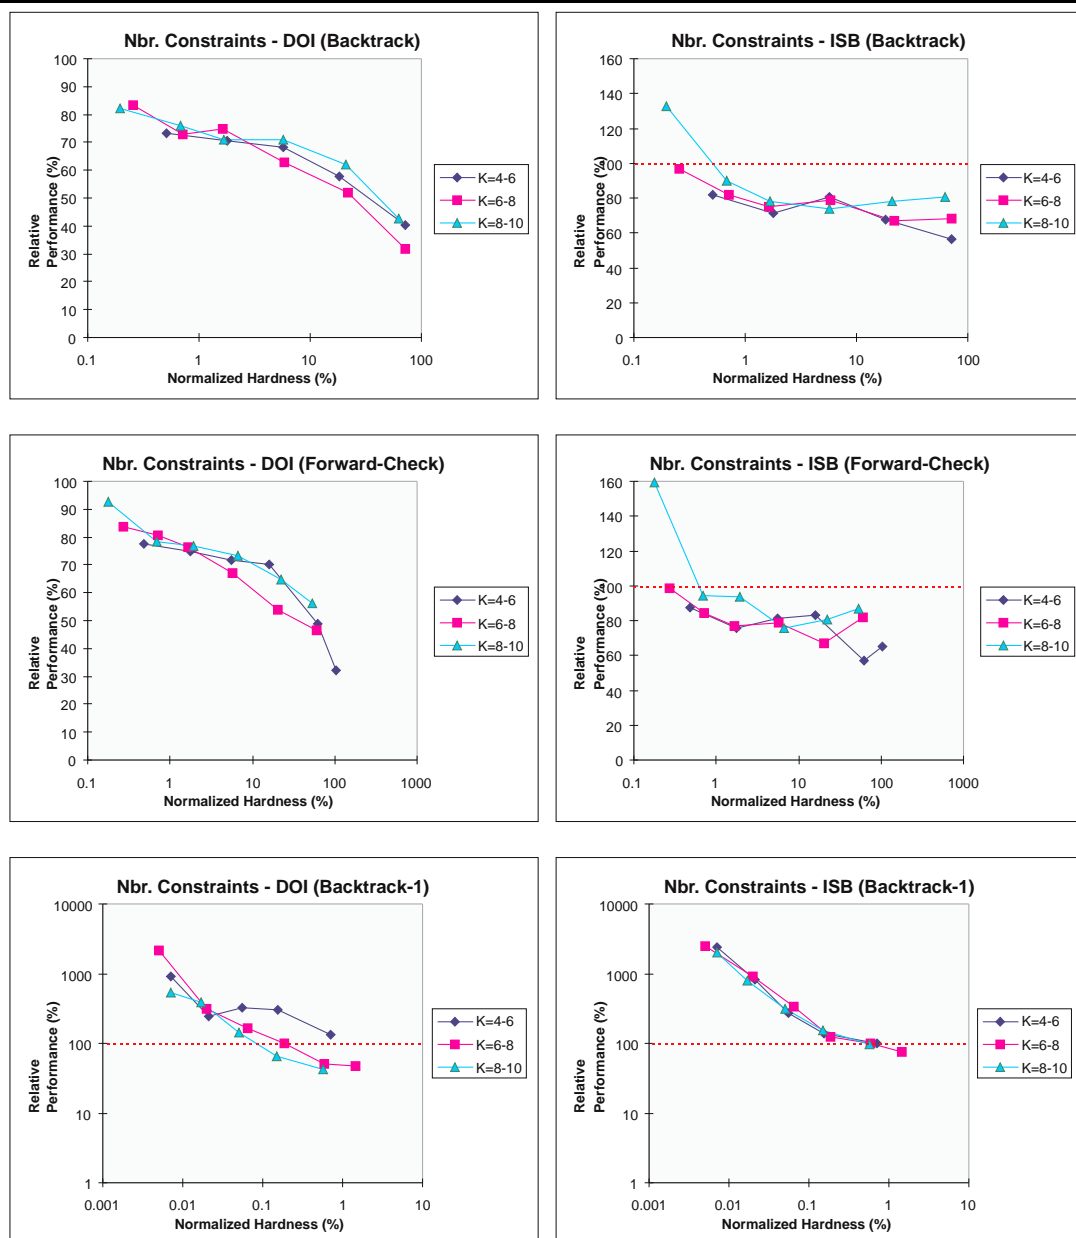 Nbr. Constraints - DOI (Backtrack)
100
90
80
70
60
50
40
30
20
10
0
0.1 1 10 100
Normalized Hardness (%)
Relative
Performance (%)
K=4-6
K=6-8
K=8-10
Nbr. Constraints - ISB (Backtrack)
160
140
120
100
80
60
40
20
0
0.1 1 10 100
Normalized Hardness (%)
Relative
Performance (%)
K=4-6
K=6-8
K=8-10
Nbr. Constraints - DOI (Forward-Check)
100
90
80
70
60
50
40
30
20
10
0
0.1 1 10 100 1000
Normalized Hardness (%)
Relative
Performance (%)
K=4-6
K=6-8
K=8-10
Nbr. Constraints - ISB (Forward-Check)
160
140
120
100
80
60
40
20
0
0.1 1 10 100 1000
Normalized Hardness (%)
Relative
Performance (%)
K=4-6
K=6-8
K=8-10
Nbr. Constraints - DOI (Backtrack-1)
10000
1000
100
10
1
0.001 0.01 0.1 1 10
Normalized Hardness (%)
Relative
Performance (%)
K=4-6
K=6-8
K=8-10
Nbr. Constraints - ISB (Backtrack-1)
10000
1000
100
10
1
0.001 0.01 0.1 1 10
Normalized Hardness (%)
Relative
Performance (%)
K=4-6
K=6-8
K=8-10